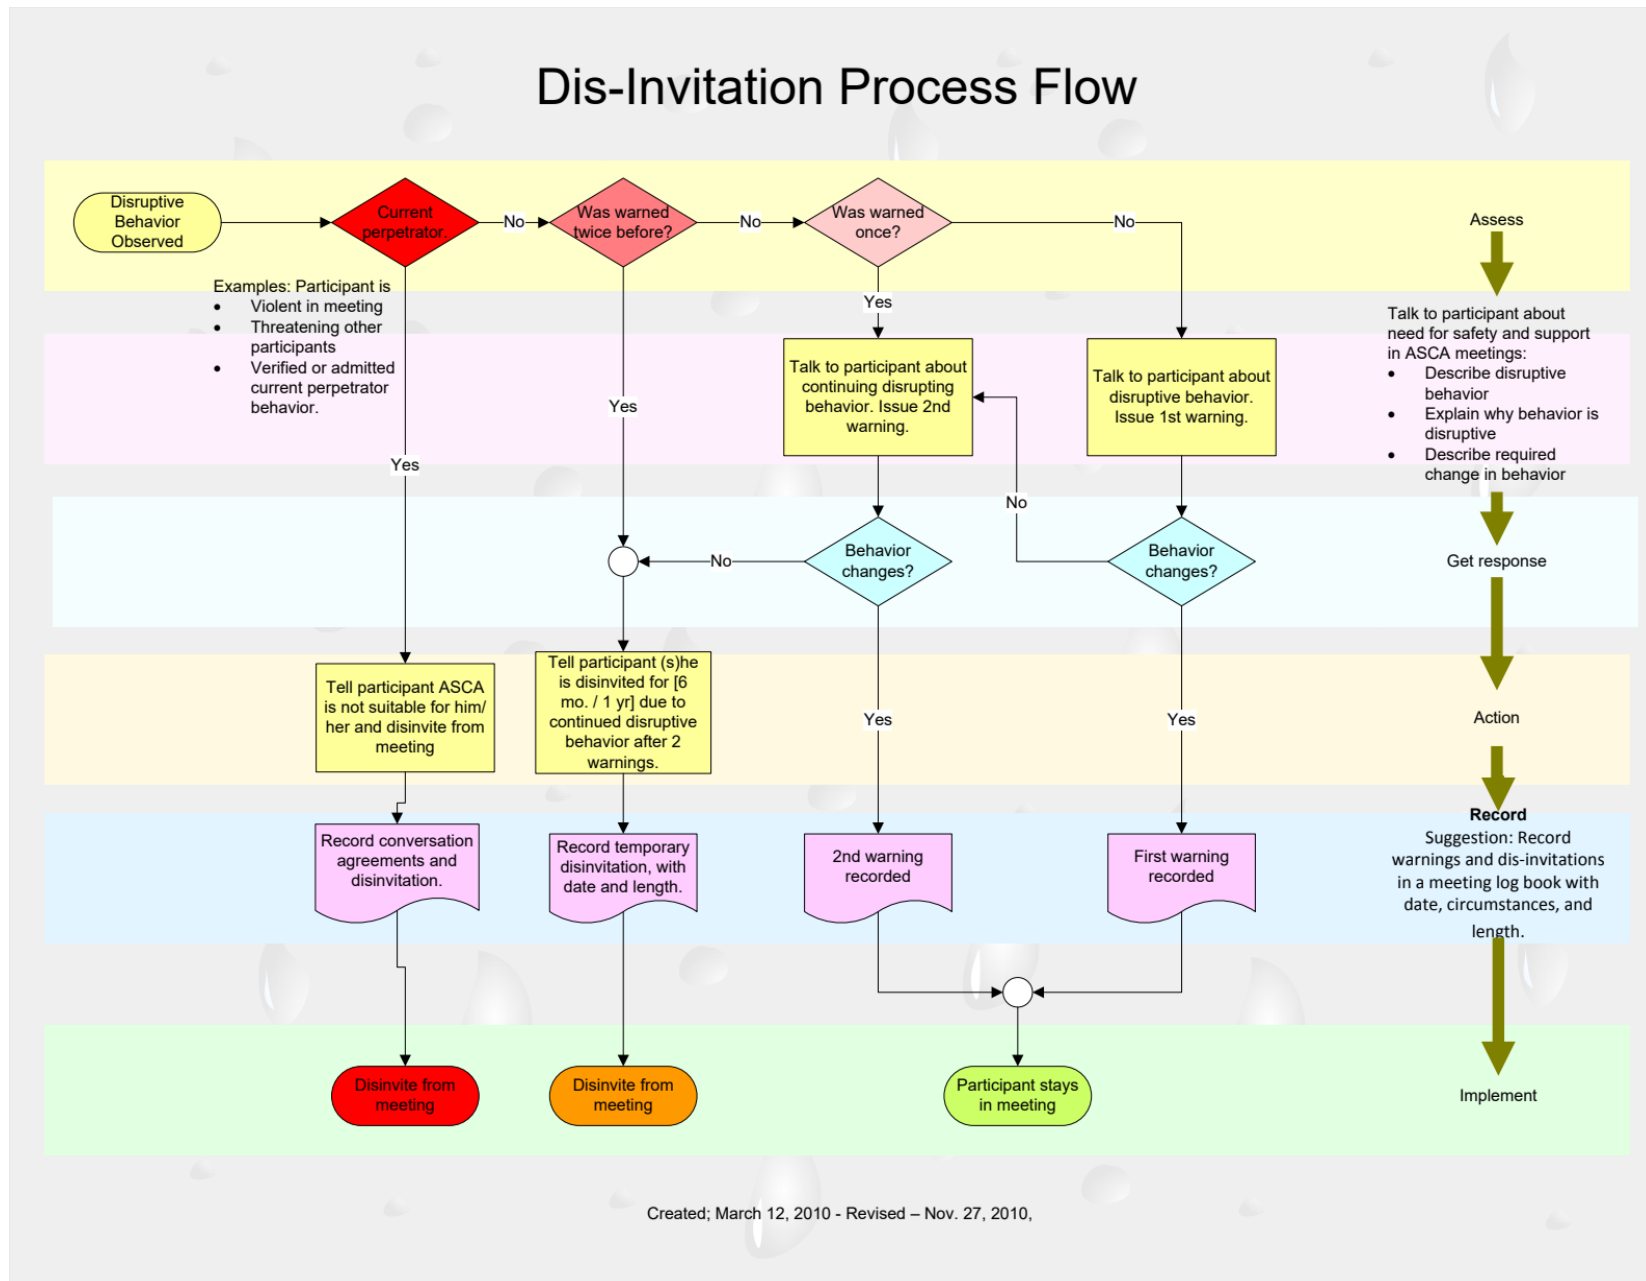 Dis-Invitation Process Flow
Disruptive
Behavior
Observed
Current
perpetrator.
No
Was warned
twice before?
No
Was warned
once?
No
Assess
Examples: Participant is
• Violent in meeting
• Threatening other
participants
• Verified or admitted
current perpetrator
behavior.
Yes
Yes
Yes
Talk to participant about
continuing disrupting
behavior. Issue 2nd
warning.
Talk to participant about
disruptive behavior.
Issue 1st warning.
Talk to participant about
need for safety and support
in ASCA meetings:
• Describe disruptive
behavior
• Explain why behavior is
disruptive
• Describe required
change in behavior
No
No
Behavior
changes?
Behavior
changes?
Get response
Tell participant ASCA
is not suitable for him/
her and disinvite from
meeting
Tell participant (s)he
is disinvited for [6
mo. / 1 yr] due to
continued disruptive
behavior after 2
warnings.
Yes
Yes
Action
Record conversation
agreements and
disinvitation.
Record temporary
disinvitation, with
date and length.
2nd warning
recorded
First warning
recorded
Record
Suggestion: Record
warnings and dis-invitations
in a meeting log book with
date, circumstances, and
length.
Disinvite from
meeting
Disinvite from
meeting
Participant stays
in meeting
Implement
Created; March 12, 2010 - Revised – Nov. 27, 2010,